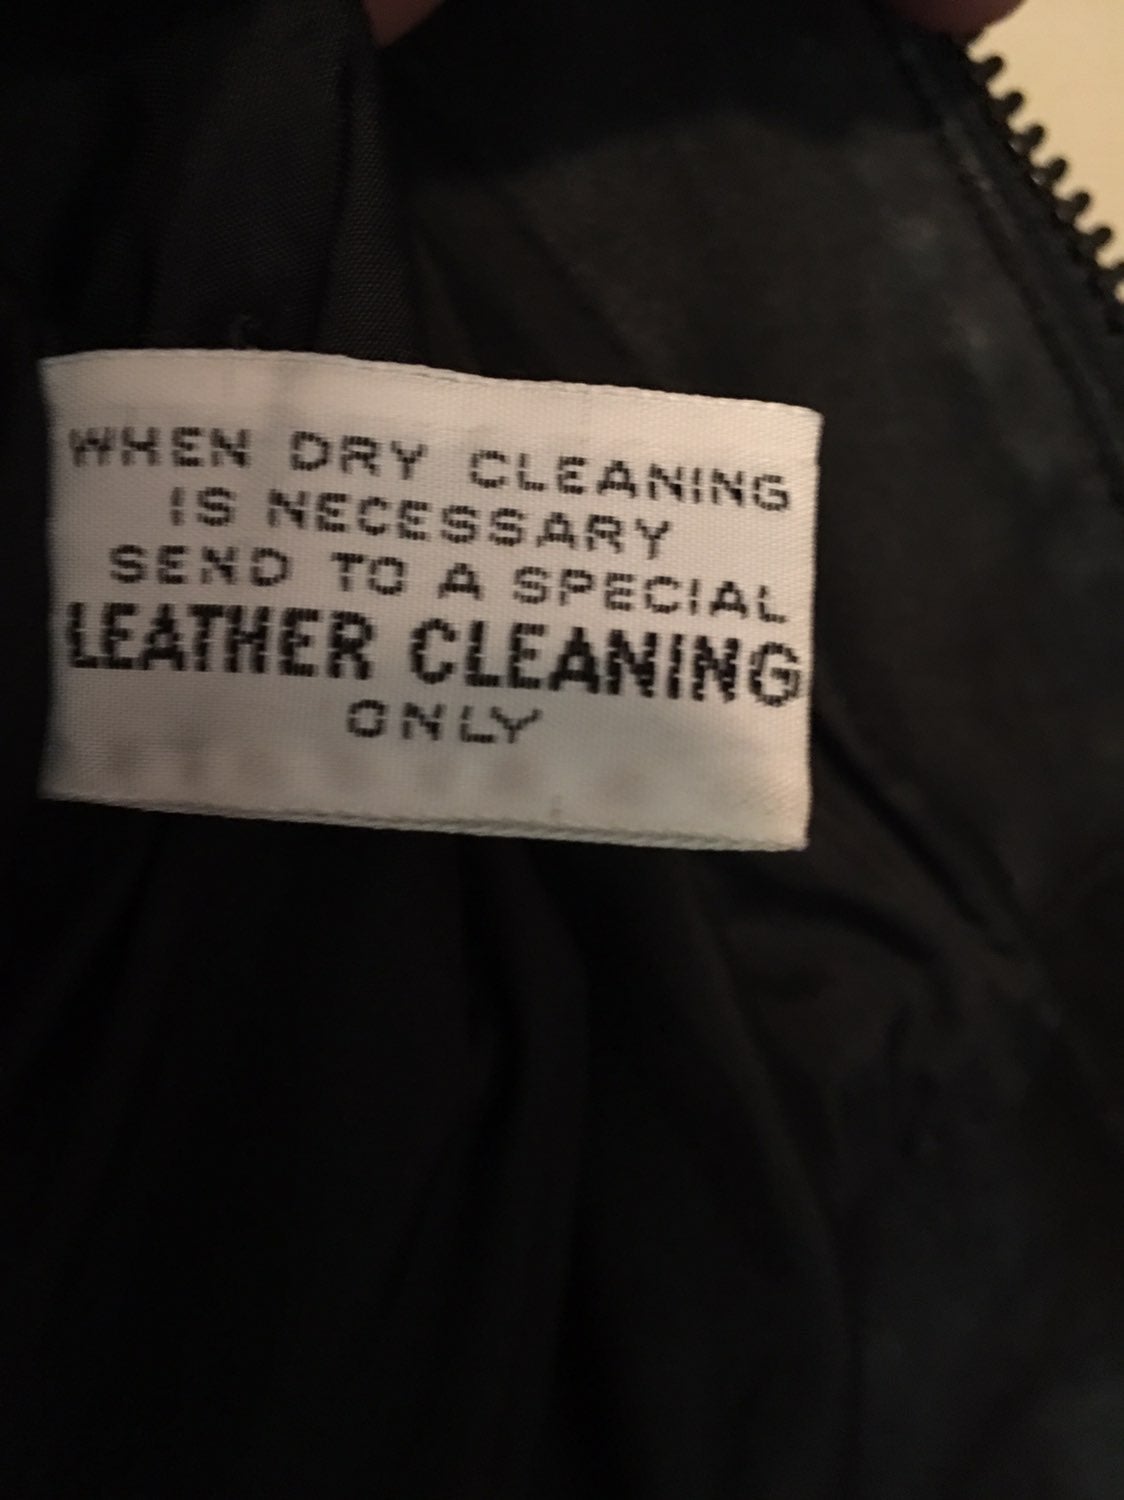 WHEN DRY CLEANING
IS NECESSARY
SEND TO A SPECIAL
LEATHER CLEANING
ONLY